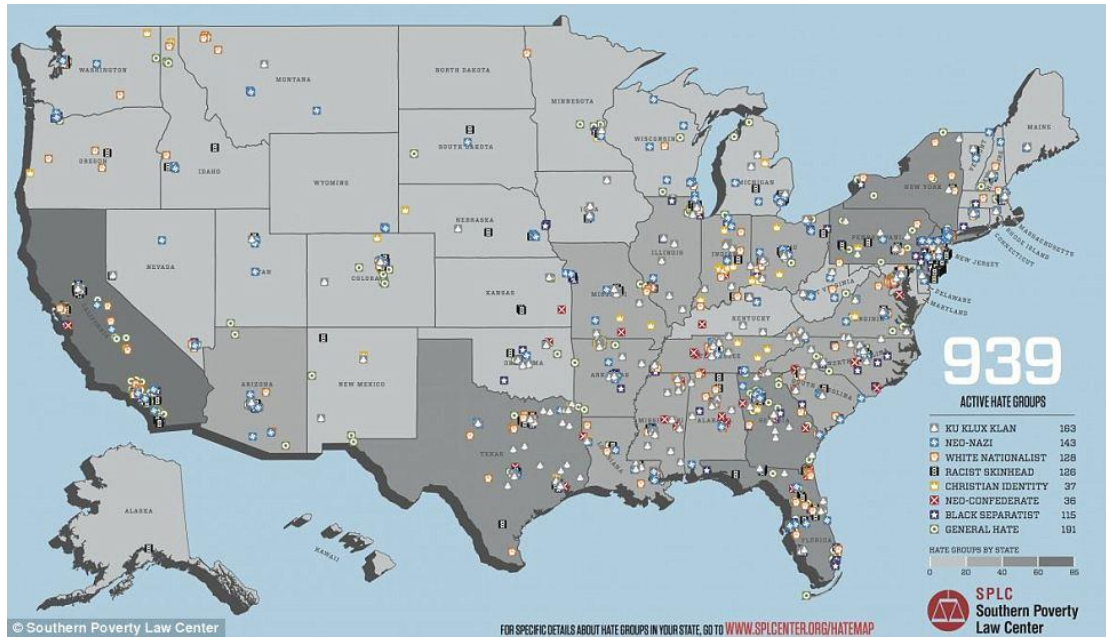 WASHINGTON
MONTANA
NORTH DAKOTA
MINNESOTA
MAINE
OREGON
IDAHO
SOUTH DAKOTA
WISCONSIN
MICHIGAN
NEW YORK
WYOMING
IOWA
NEBRASKA
MASSACHUSETTS
RHODE ISLAND
CONNECTICUT
NEW JERSEY
NEVADA
COLORADO
ILLINOIS
KANSAS
KENTUCKY
DELAWARE
MARYLAND
ARIZONA
NEW MEXICO
TEXAS
ALASKA
HAWAII
FLORIDA
939
ACTIVE HATE GROUPS
KU KLUX KLAN 163
NEO-NAZI 143
WHITE NATIONALIST 128
RACIST SKINHEAD 126
CHRISTIAN IDENTITY 37
NEO-CONFEDERATE 36
BLACK SEPARATIST 115
GENERAL HATE 191
HATE GROUPS BY STATE
0 20 40 60 85
SPLC
Southern Poverty
Law Center
© Southern Poverty Law Center
FOR SPECIFIC DETAILS ABOUT HATE GROUPS IN YOUR STATE, GO TO WWW.SPLCENTER.ORG/HATEMAP